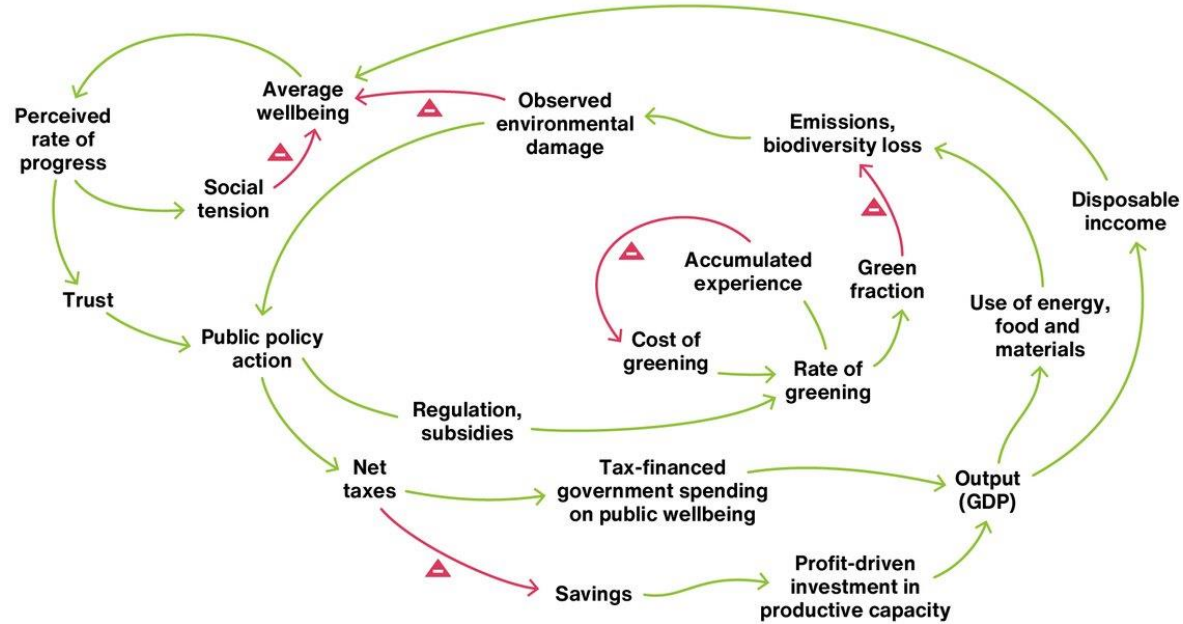 Average
wellbeing
Perceived
rate of
progress
Social
tension
Trust
Observed
environmental
damage
Emissions,
biodiversity loss
Disposable
inccome
Accumulated
experience
Green
fraction
Use of energy,
food and
materials
Public policy
action
Cost of
greening
Rate of
greening
Regulation,
subsidies
Net
taxes
Tax-financed
government spending
on public wellbeing
Output
(GDP)
Savings
Profit-driven
investment in
productive capacity